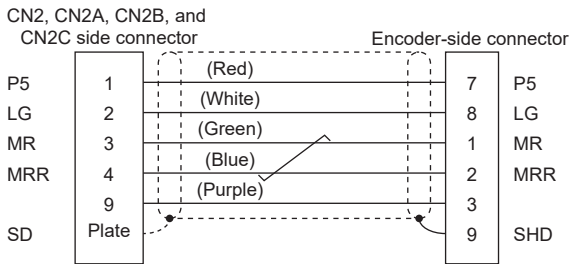 CN2, CN2A, CN2B, and
CN2C side connector
Encoder-side connector
P5 1 (Red) 7 P5
LG 2 (White) 8 LG
MR 3 (Green) 1 MR
MRR 4 (Blue) 2 MRR
9 (Purple) 3
SD Plate 9 SHD